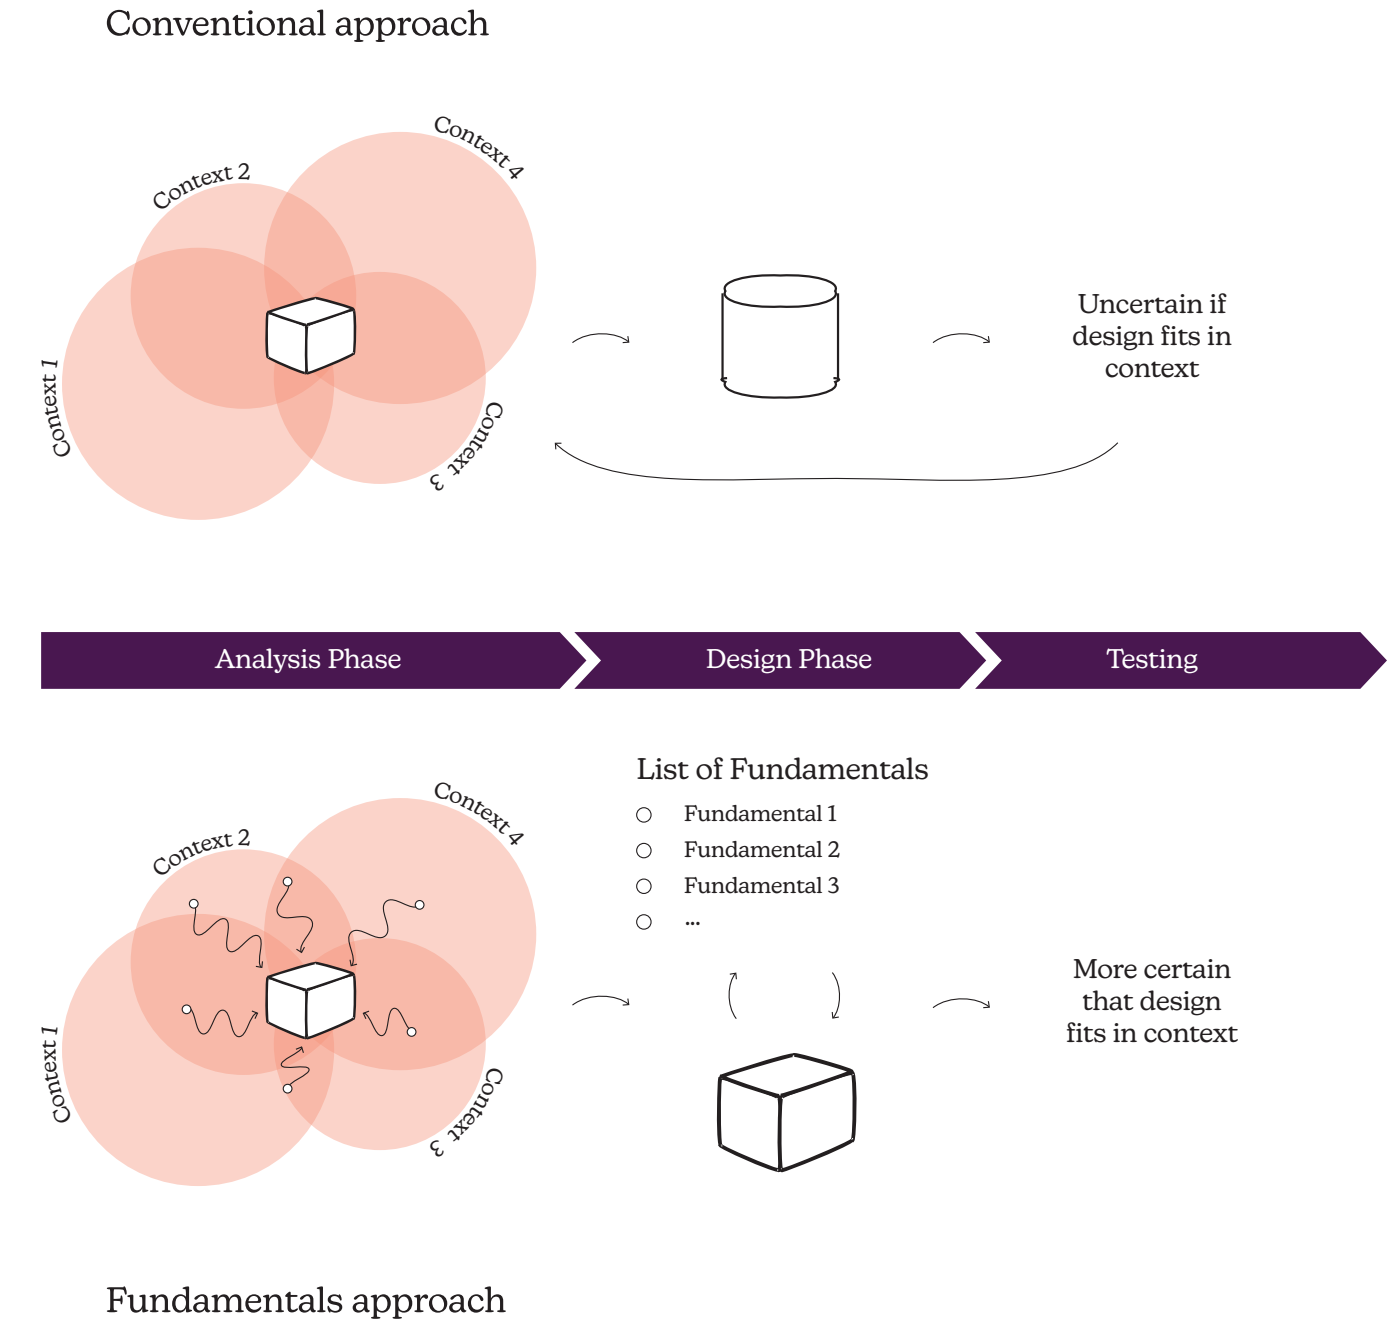 Conventional approach
Context 4
Context 2
Context 1
Context 3
Uncertain if
design fits in
context
Analysis Phase
Design Phase
Testing
List of Fundamentals
Fundamental 1
Fundamental 2
Fundamental 3
...
Context 4
Context 2
Context 1
Context 3
More certain
that design
fits in context
Fundamentals approach